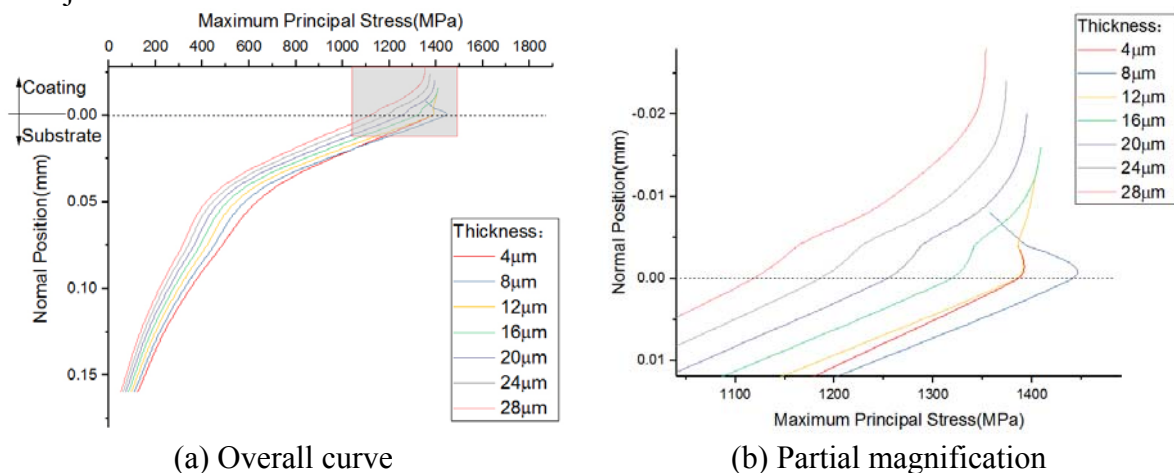 Maximum Principal Stress(MPa)
0 200 400 600 800 1000 1200 1400 1600 1800
Coating
0.00
Substrate
0.05
0.10
0.15
Nomal Position(mm)
Thickness:
4μm
8μm
12μm
16μm
20μm
24μm
28μm
(a) Overall curve
Thickness:
4μm
8μm
12μm
16μm
20μm
24μm
28μm
-0.02
-0.01
0.00
0.01
Normal Position(mm)
1100 1200 1300 1400
Maximum Principal Stress(MPa)
(b) Partial magnification